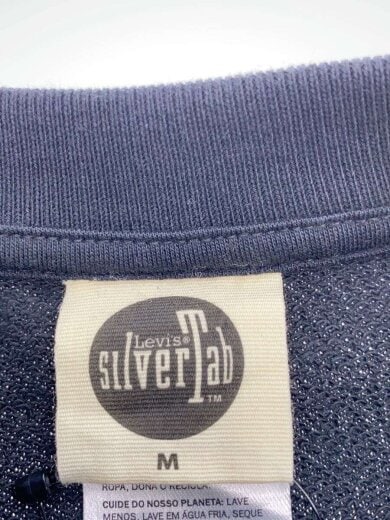 Levi's®
silverTab
TM
M
ROPA, DONA O RECICLA.
CUIDE DO NOSSO PLANETA: LAVE
MENOS, LAVE EM ÁGUA FRIA, SEQUE